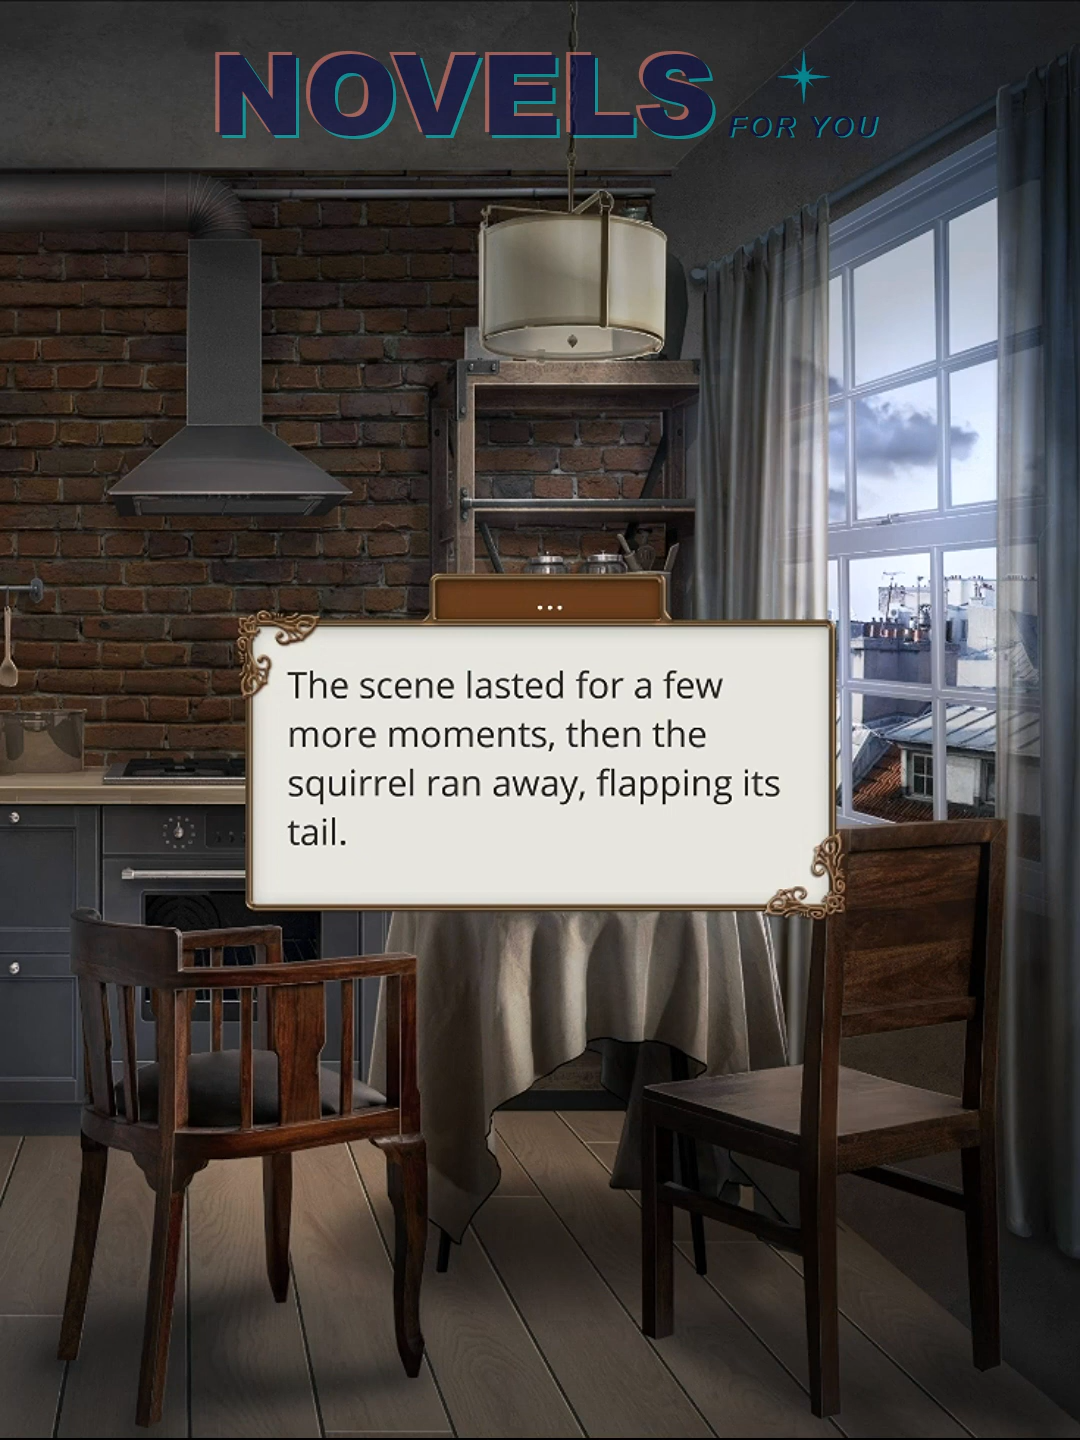 NOVELS
FOR YOU
...
The scene lasted for a few
more moments, then the
squirrel ran away, flapping its
tail.